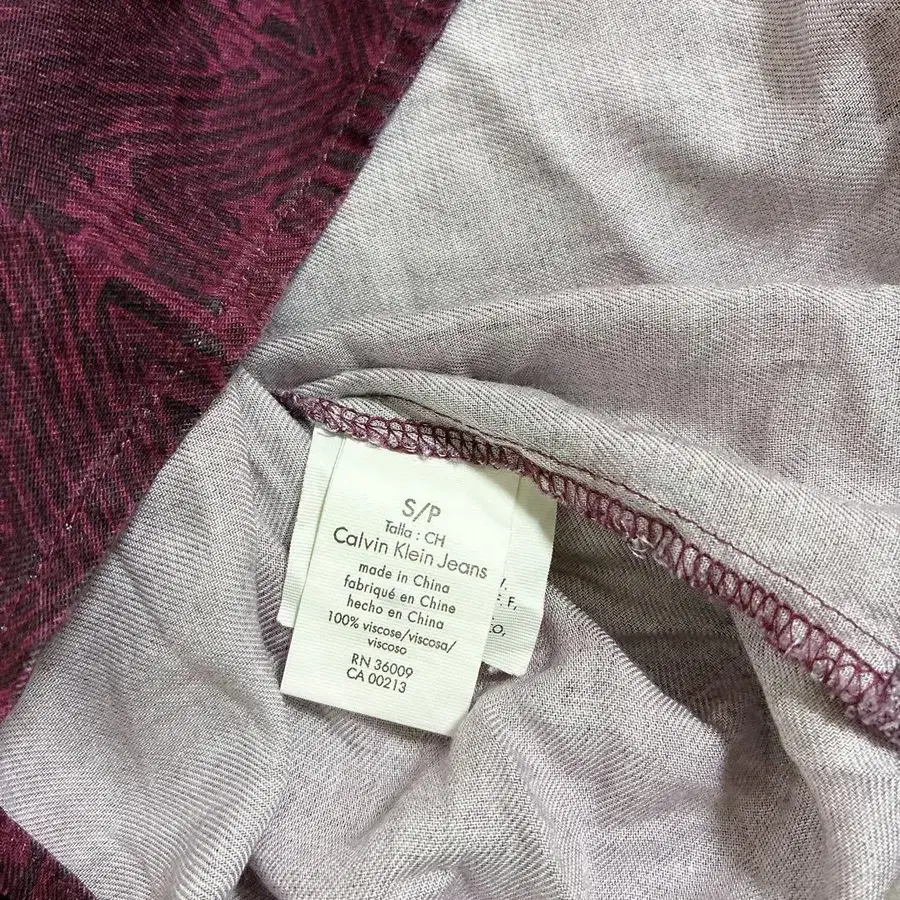 S/P
Talla : CH
Calvin Klein Jeans
made in China
fabriqué en Chine
hecho en China
100% viscose/viscosa/
viscoso
RN 36009
CA 00213